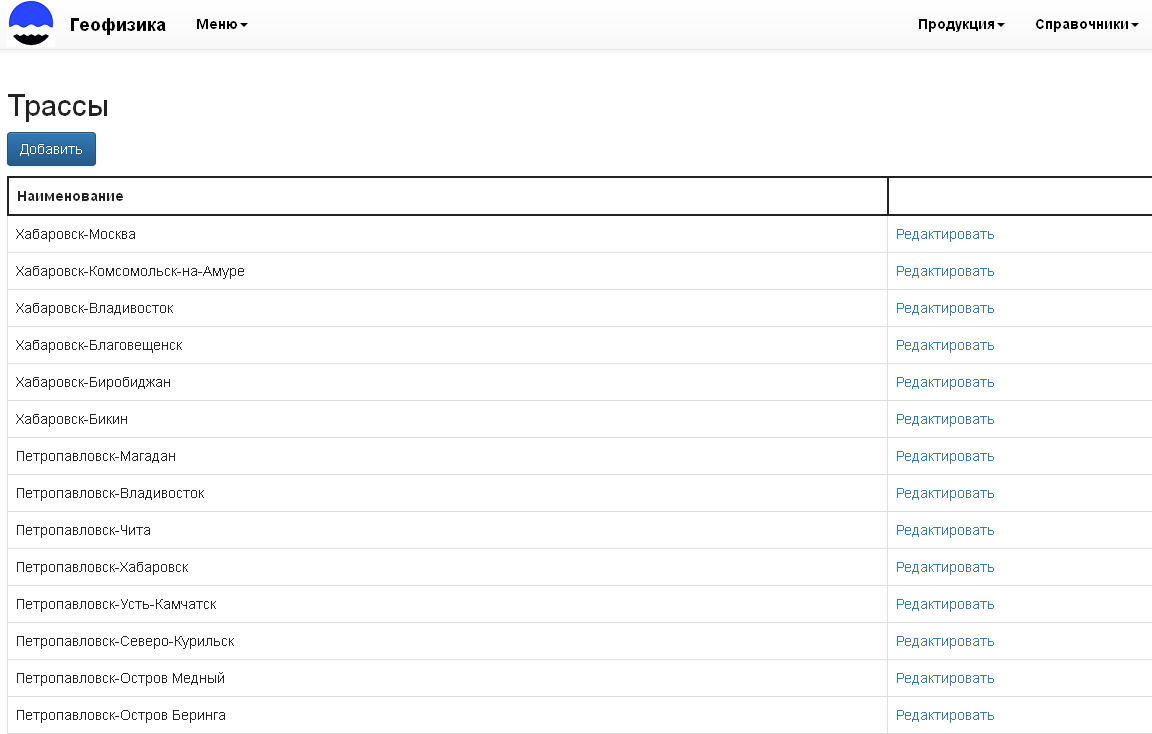 Геофизика Меню Продукция Справочники
Трассы
Добавить
Наименование
Хабаровск-Москва Редактировать
Хабаровск-Комсомольск-на-Амуре Редактировать
Хабаровск-Владивосток Редактировать
Хабаровск-Благовещенск Редактировать
Хабаровск-Биробиджан Редактировать
Хабаровск-Бикин Редактировать
Петропавловск-Магадан Редактировать
Петропавловск-Владивосток Редактировать
Петропавловск-Чита Редактировать
Петропавловск-Хабаровск Редактировать
Петропавловск-Усть-Камчатск Редактировать
Петропавловск-Северо-Курильск Редактировать
Петропавловск-Остров Медный Редактировать
Петропавловск-Остров Беринга Редактировать